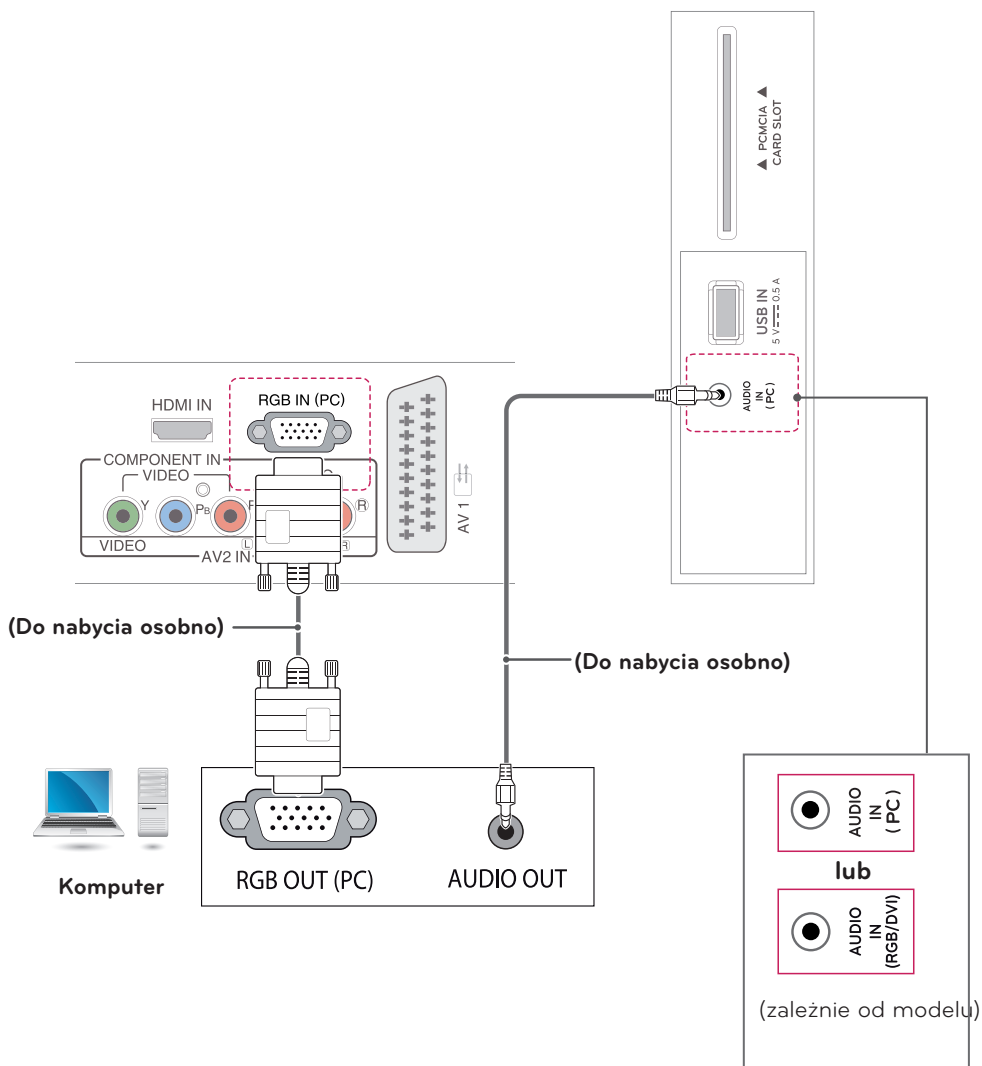 ▲ PCMCIA ▲
CARD SLOT
USB IN
5 V 0.5 A
AUDIO
IN
(PC)
HDMI IN
RGB IN (PC)
COMPONENT IN
VIDEO
Y
PB
R
VIDEO
AV2 IN
L
R
AV 1
(Do nabycia osobno)
(Do nabycia osobno)
Komputer
RGB OUT (PC)
AUDIO OUT
AUDIO
IN
(PC)
lub
AUDIO
IN
(RGB/DVI)
(zależnie od modelu)